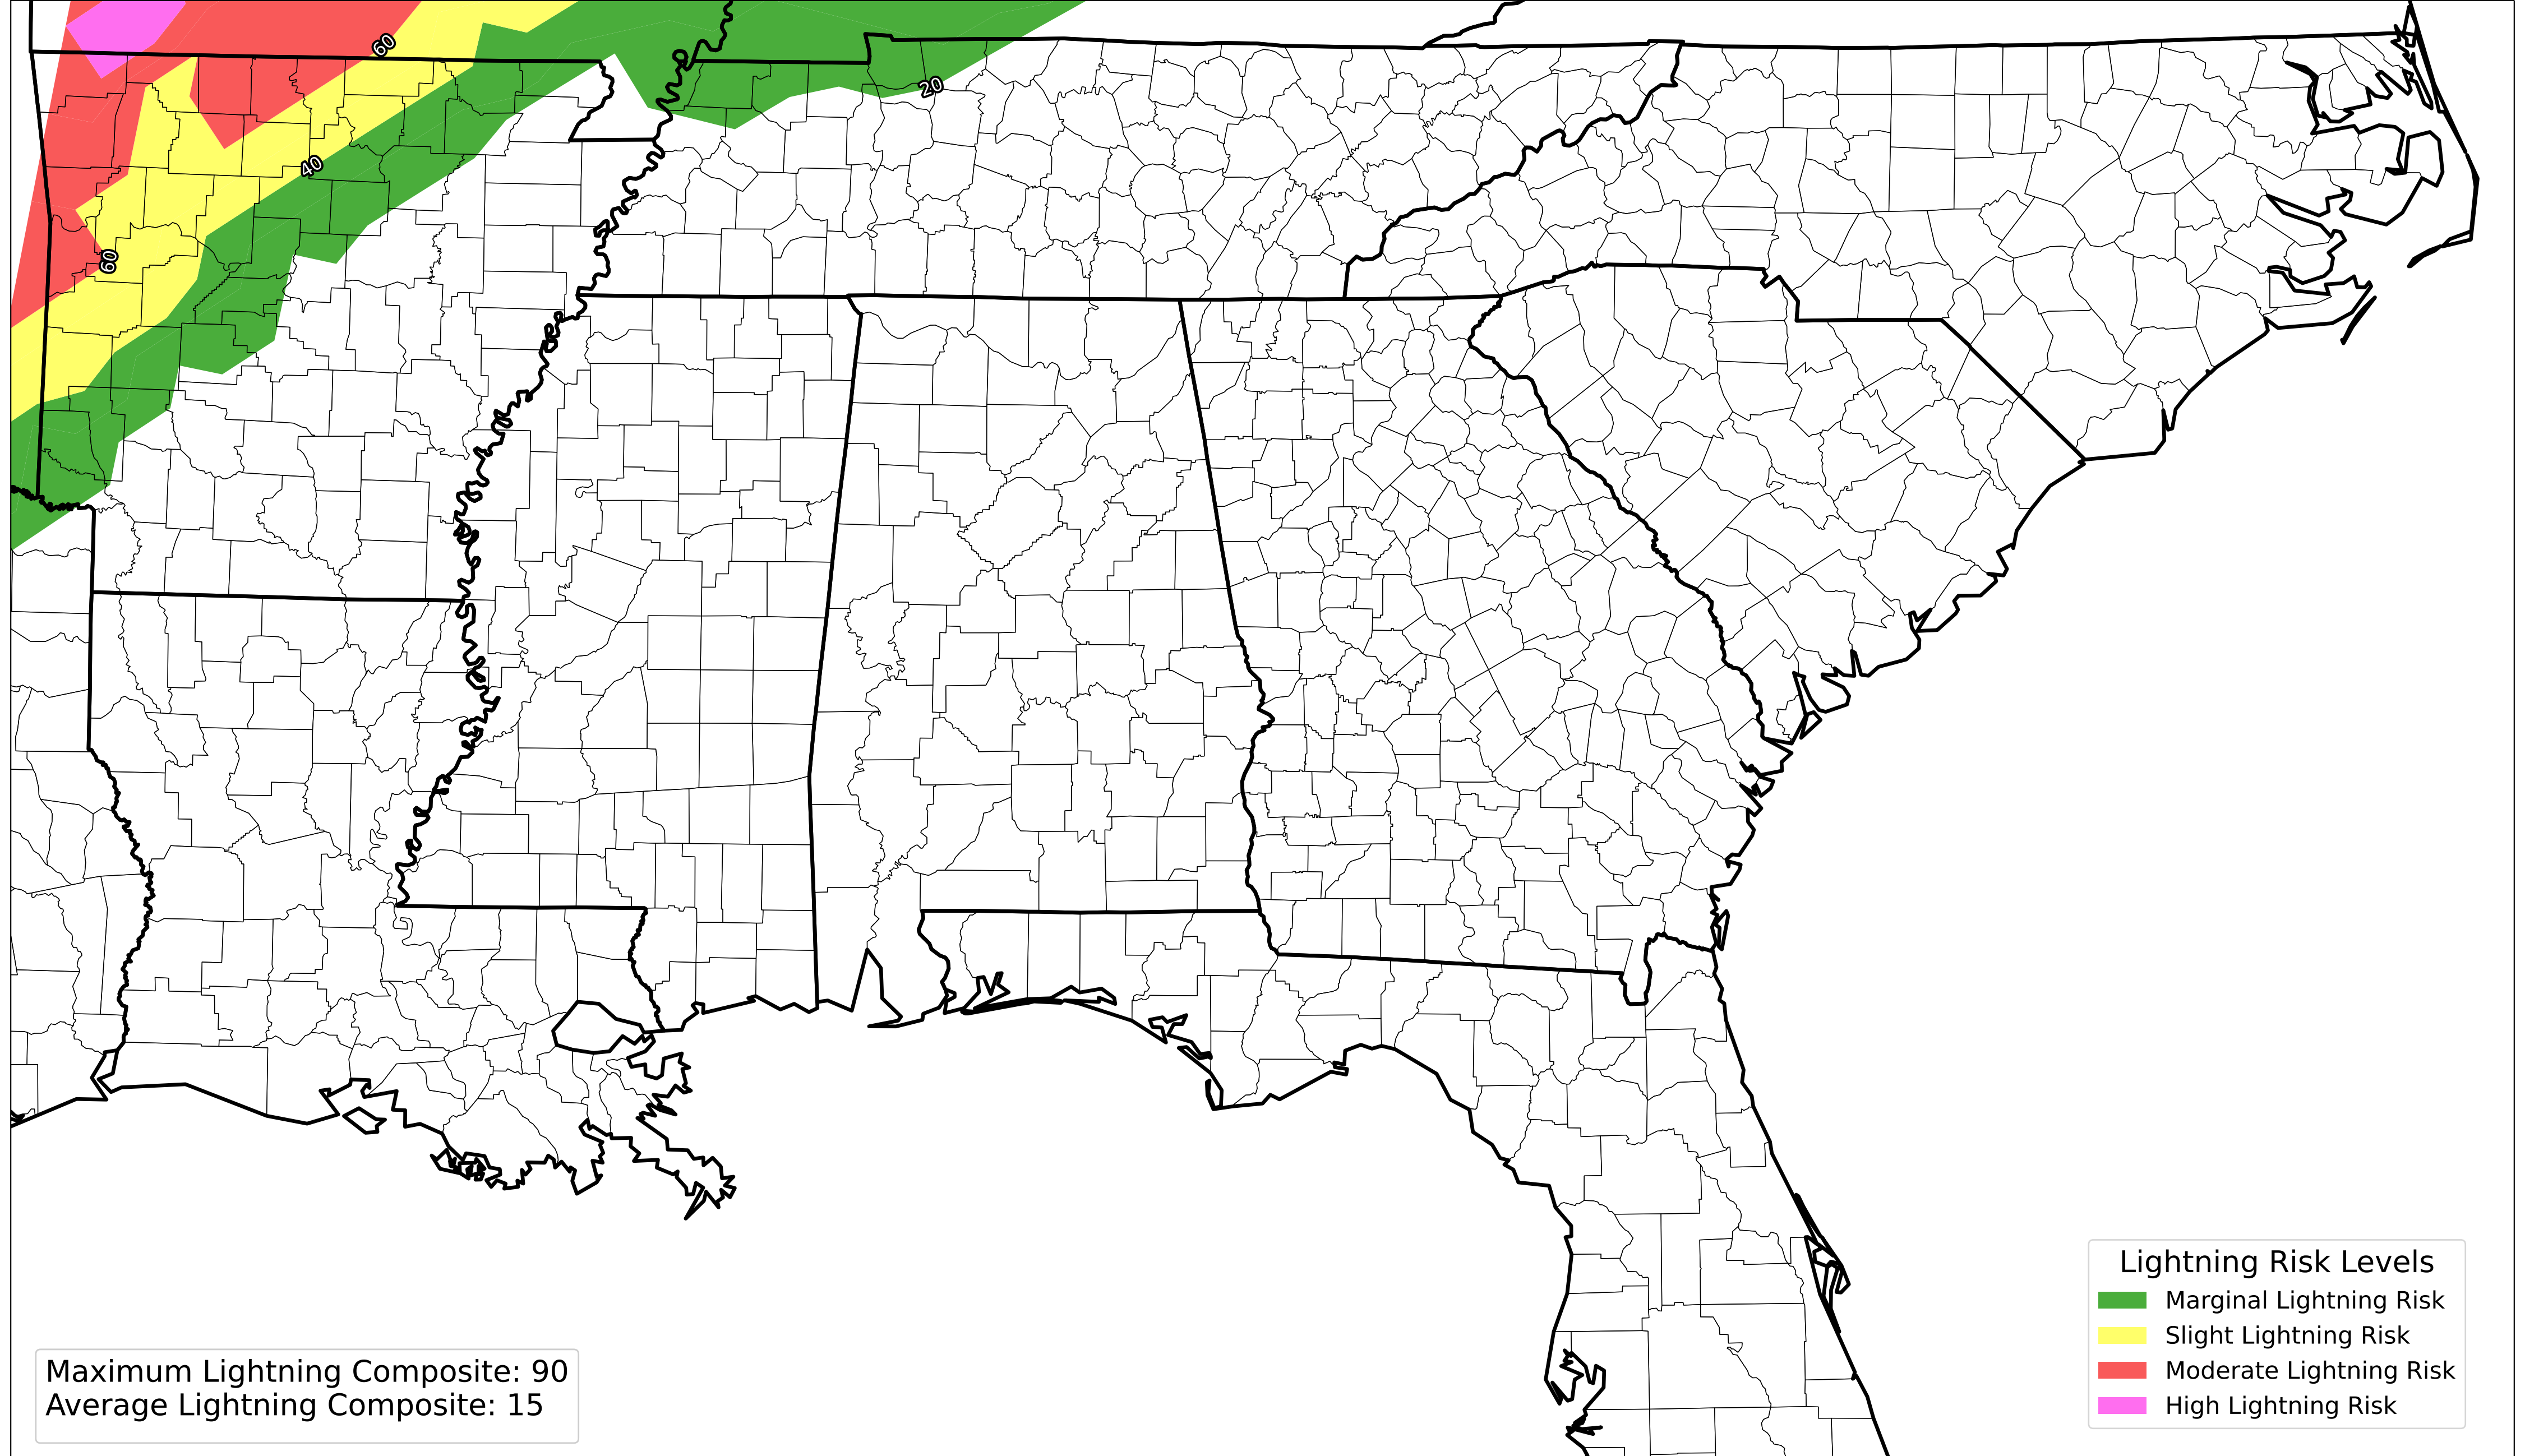 60
20
40
60
Lightning Risk Levels
Marginal Lightning Risk
Slight Lightning Risk
Moderate Lightning Risk
High Lightning Risk
Maximum Lightning Composite: 90
Average Lightning Composite: 15